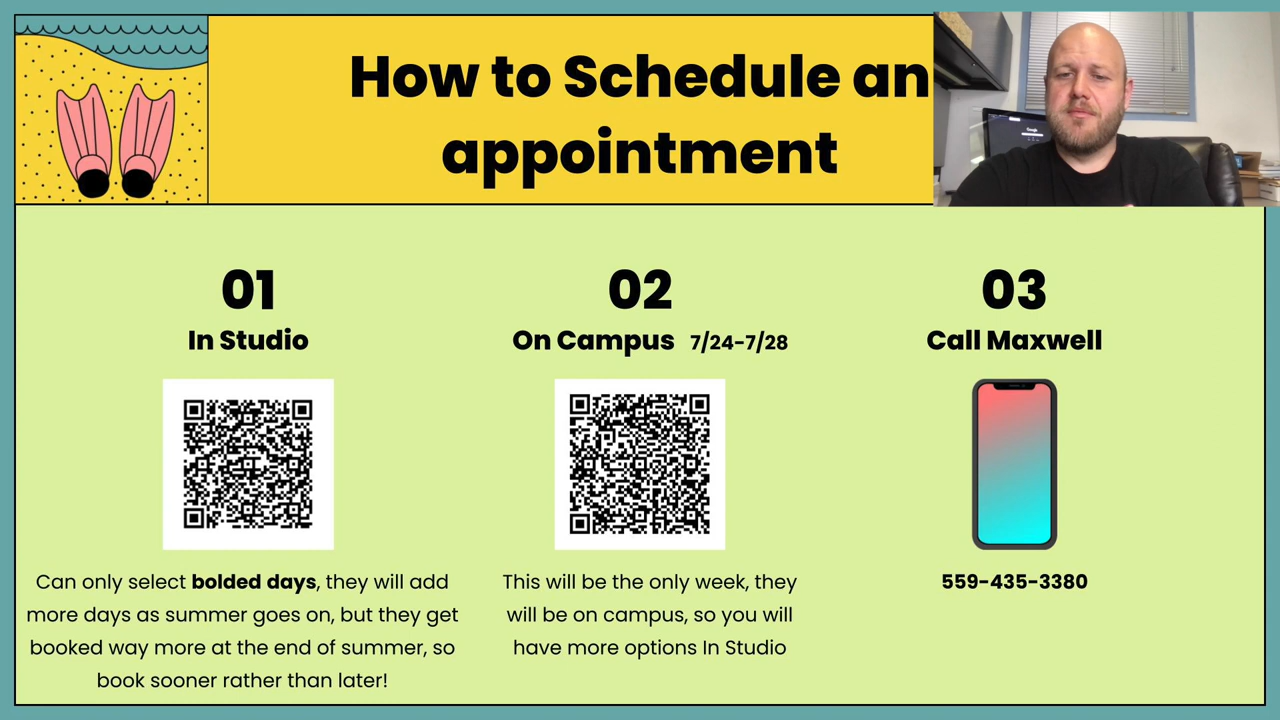 How to Schedule an
appointment
01
In Studio
Can only select bolded days, they will add
more days as summer goes on, but they get
booked way more at the end of summer, so
book sooner rather than later!
02
On Campus 7/24-7/28
This will be the only week, they
will be on campus, so you will
have more options In Studio
03
Call Maxwell
559-435-3380